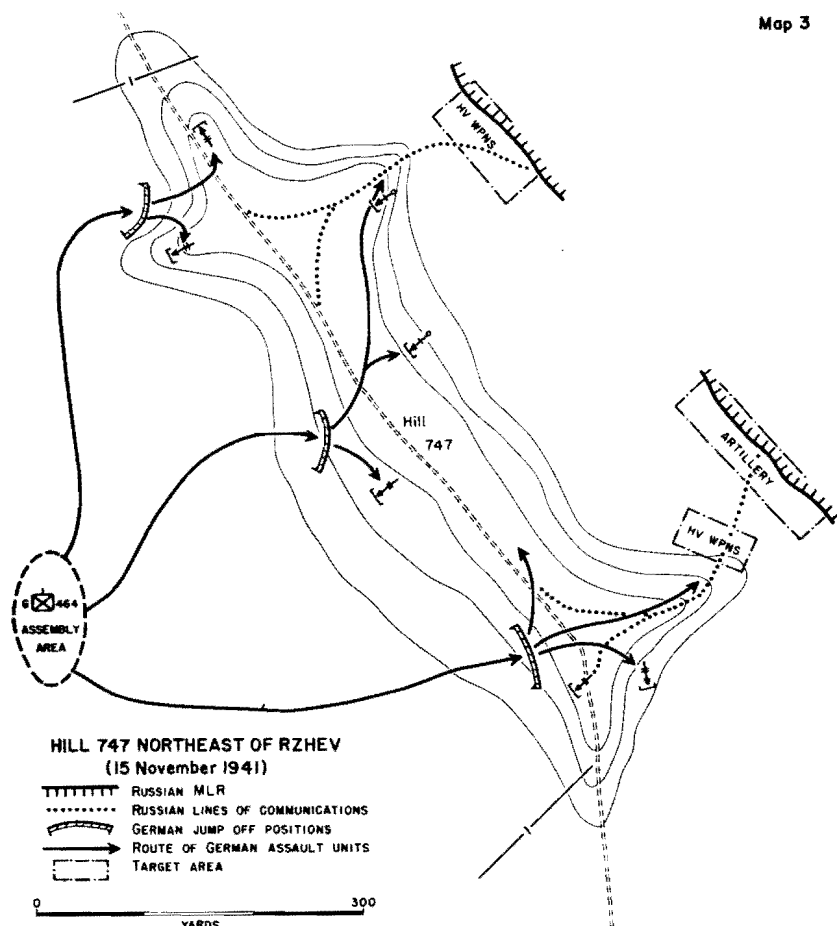 Map 3
HV WPNS
Hill
747
ARTILLERY
HV WPNS
6 464
ASSEMBLY
AREA
HILL 747 NORTHEAST OF RZHEV
(15 November 1941)
RUSSIAN MLR
RUSSIAN LINES OF COMMUNICATIONS
GERMAN JUMP OFF POSITIONS
ROUTE OF GERMAN ASSAULT UNITS
TARGET AREA
0 300
YARDS